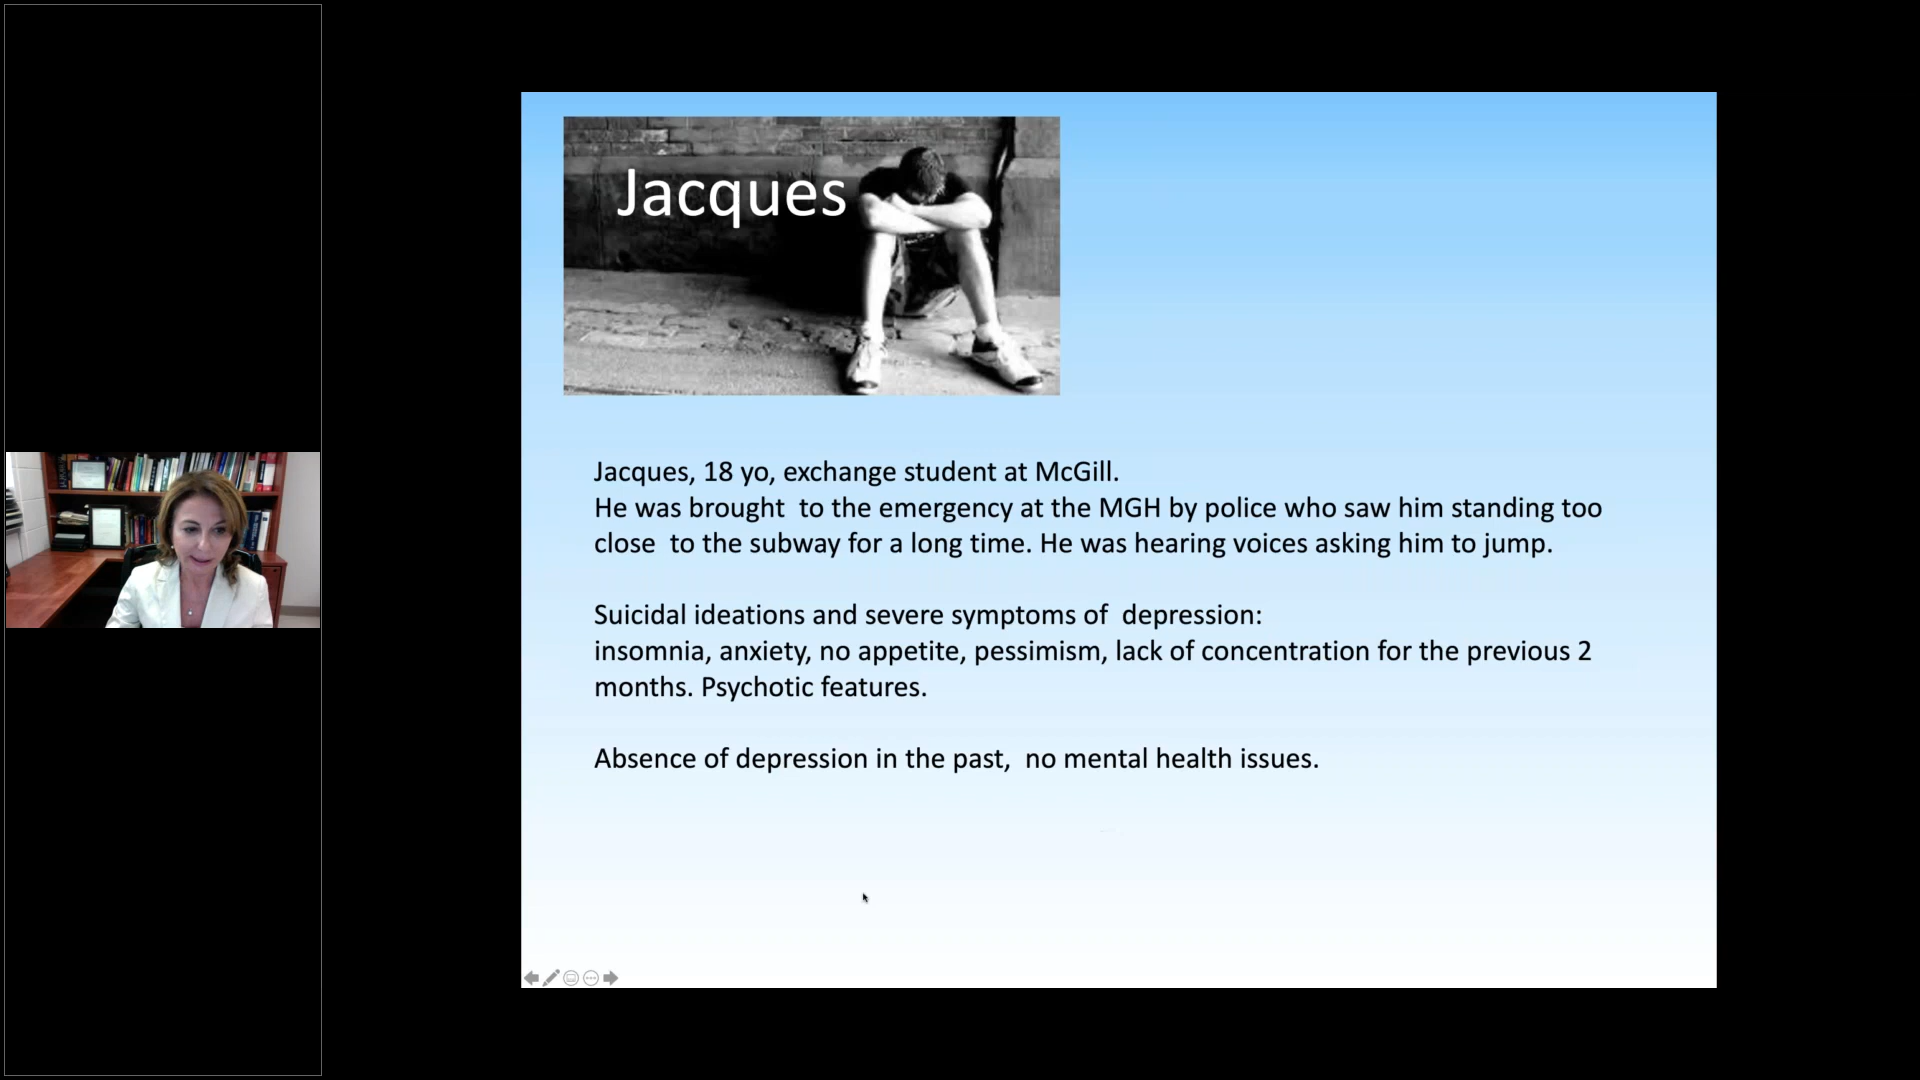 Jacques
Jacques, 18 yo, exchange student at McGill.
He was brought  to the emergency at the MGH by police who saw him standing too
close  to the subway for a long time. He was hearing voices asking him to jump.
Suicidal ideations and severe symptoms of  depression:
insomnia, anxiety, no appetite, pessimism, lack of concentration for the previous 2
months. Psychotic features.
Absence of depression in the past,  no mental health issues.